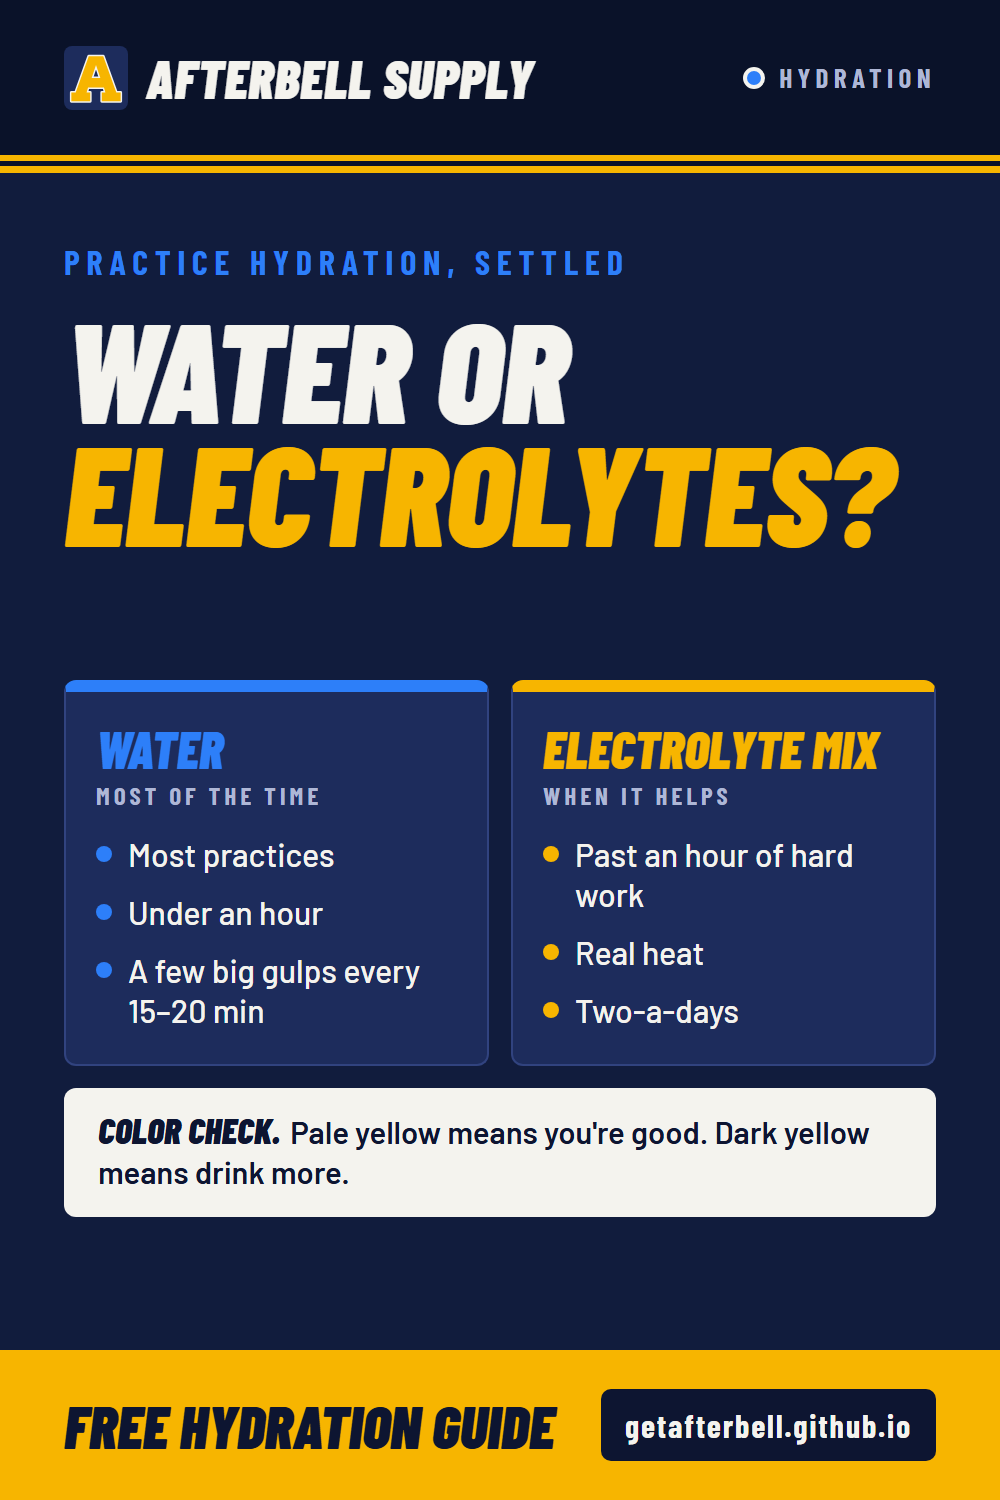 A AFTERBELL SUPPLY
HYDRATION
PRACTICE HYDRATION, SETTLED
WATER OR
ELECTROLYTES?
WATER
MOST OF THE TIME
Most practices
Under an hour
A few big gulps every
15–20 min
ELECTROLYTE MIX
WHEN IT HELPS
Past an hour of hard
work
Real heat
Two-a-days
COLOR CHECK. Pale yellow means you're good. Dark yellow
means drink more.
FREE HYDRATION GUIDE
getafterbell.github.io